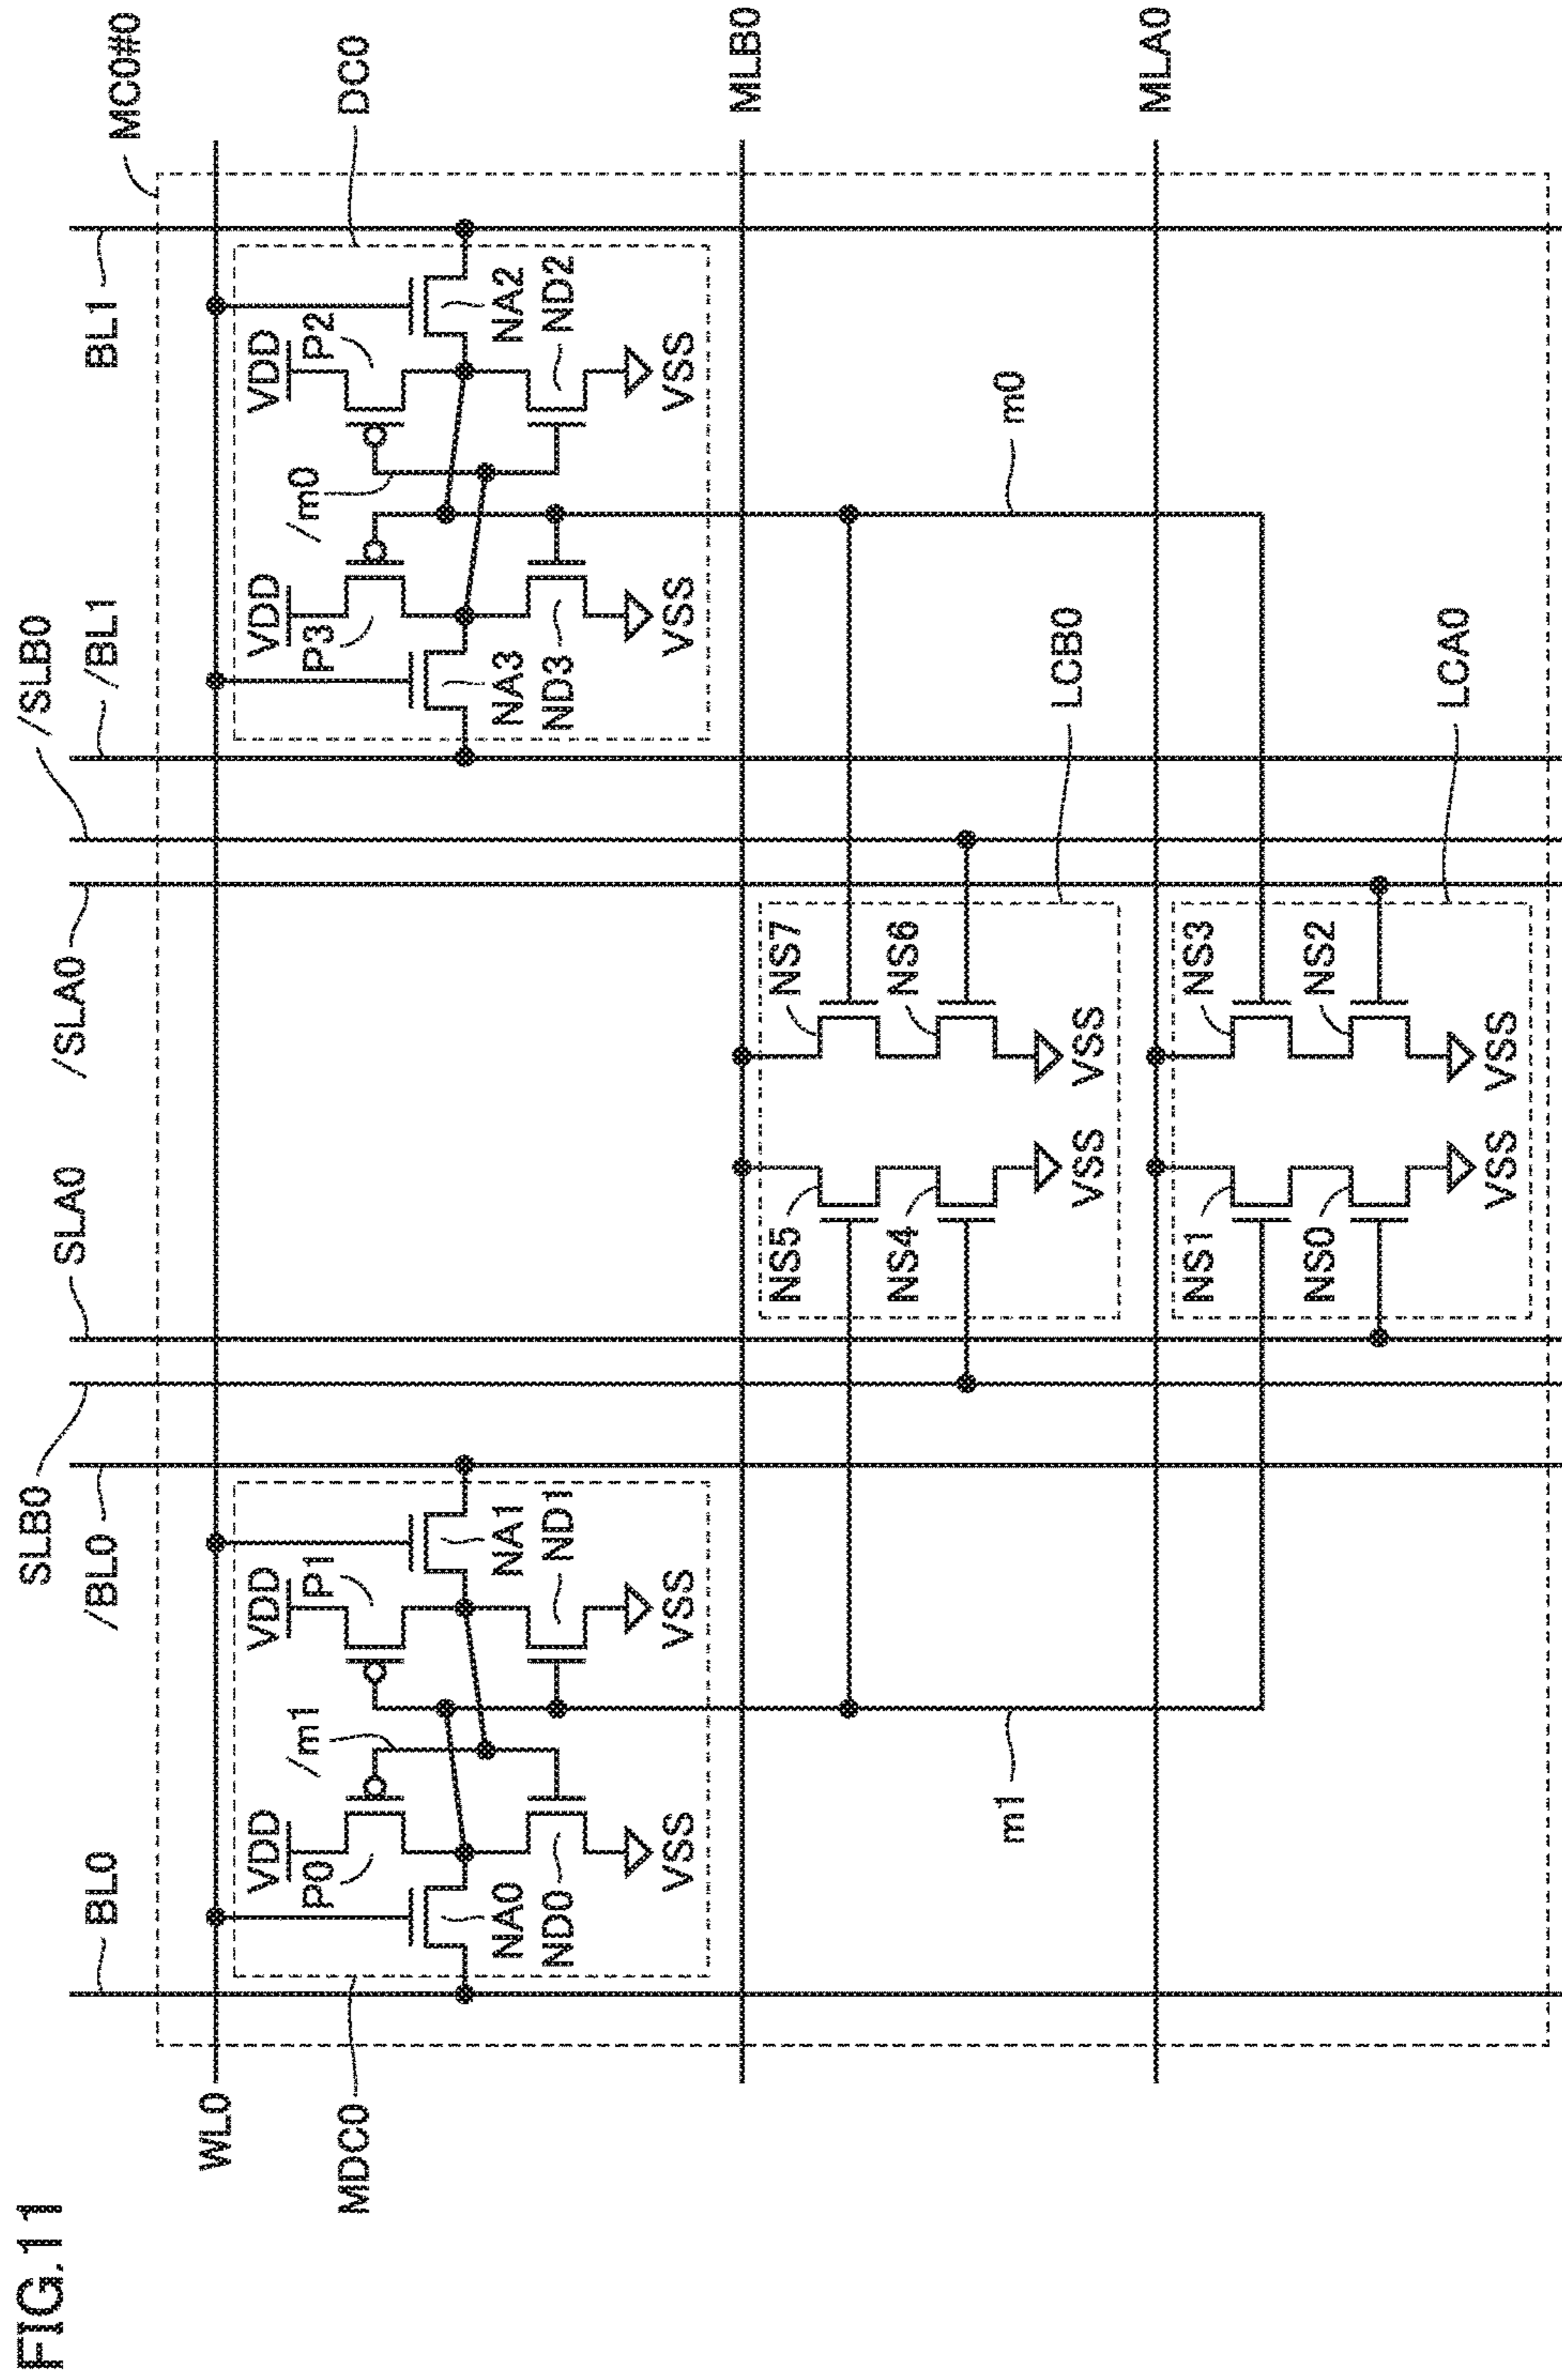 FIG.11
SLB0
SLA0
/SLA0
/SLB0
BL0
/BL0
/BL1
BL1
MC0#0
WL0
MDC0
DC0
VDD
VDD
VDD
VDD
P0
/m1
P1
P3
/m0
P2
NA0
NA1
NA3
NA2
ND0
ND1
ND3
ND2
VSS
VSS
VSS
VSS
MLB0
NS5
NS7
NS4
NS6
LCB0
VSS
VSS
m1
m0
MLA0
NS1
NS3
NS0
NS2
LCA0
VSS
VSS